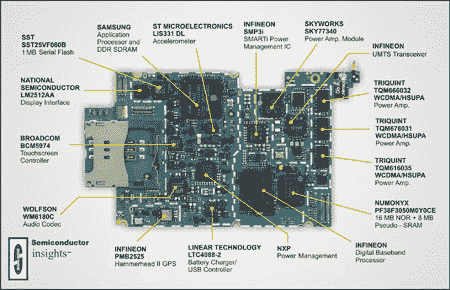 SAMSUNG
Application
Processor and
DDR SDRAM
ST MICROELECTRONICS
LIS331 DL
Accelerometer
INFINEON
SMP3i
SMARTi Power
Management IC
SKYWORKS
SKY77340
Power Amp. Module
INFINEON
UMTS Transceiver
SST
SST25VF080B
1 MB Serial Flash
NATIONAL
SEMICONDUCTOR
LM2512AA
Display Interface
BROADCOM
BCM5974
Touchscreen
Controller
WOLFSON
WM6180C
Audio Codec
TRIQUINT
TQM666032
WCDMA/HSUPA
Power Amp.
TRIQUINT
TQM676031
WCDMA/HSUPA
Power Amp.
TRIQUINT
TQM616035
WCDMA/HSUPA
Power Amp.
NUMONYX
PF38F3050M0Y0CE
16 MB NOR + 8 MB
Pseudo - SRAM
INFINEON
PMB2525
Hammerhead II GPS
LINEAR TECHNOLOGY
LTC4088-2
Battery Charger/
USB Controller
NXP
Power Management
INFINEON
Digital Baseband
Processor
Semiconductor
insights